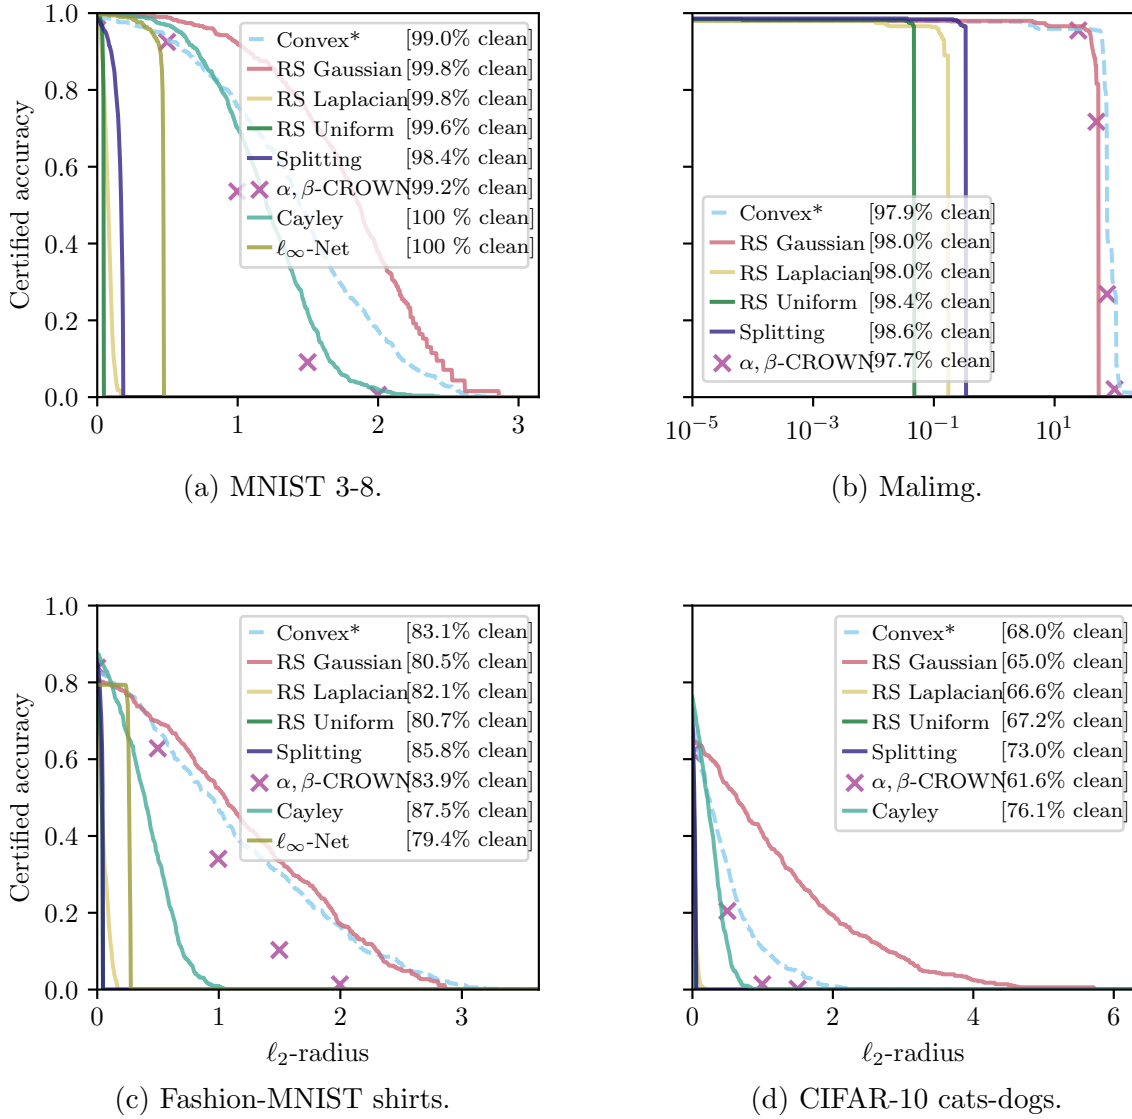 Certified accuracy
1.0
0.8
0.6
0.4
0.2
0.0
0 1 2 3
Convex* [99.0% clean]
RS Gaussian [99.8% clean]
RS Laplacian [99.8% clean]
RS Uniform [99.6% clean]
Splitting [98.4% clean]
α, β-CROWN [99.2% clean]
Cayley [100 % clean]
ℓ∞-Net [100 % clean]
(a) MNIST 3-8.
Convex* [97.9% clean]
RS Gaussian [98.0% clean]
RS Laplacian [98.0% clean]
RS Uniform [98.4% clean]
Splitting [98.6% clean]
α, β-CROWN [97.7% clean]
10⁻⁵ 10⁻³ 10⁻¹ 10¹
(b) Malimg.
Certified accuracy
1.0
0.8
0.6
0.4
0.2
0.0
0 1 2 3
Convex* [83.1% clean]
RS Gaussian [80.5% clean]
RS Laplacian [82.1% clean]
RS Uniform [80.7% clean]
Splitting [85.8% clean]
α, β-CROWN [83.9% clean]
Cayley [87.5% clean]
ℓ∞-Net [79.4% clean]
ℓ₂-radius
(c) Fashion-MNIST shirts.
Convex* [68.0% clean]
RS Gaussian [65.0% clean]
RS Laplacian [66.6% clean]
RS Uniform [67.2% clean]
Splitting [73.0% clean]
α, β-CROWN [61.6% clean]
Cayley [76.1% clean]
0 2 4 6
ℓ₂-radius
(d) CIFAR-10 cats-dogs.